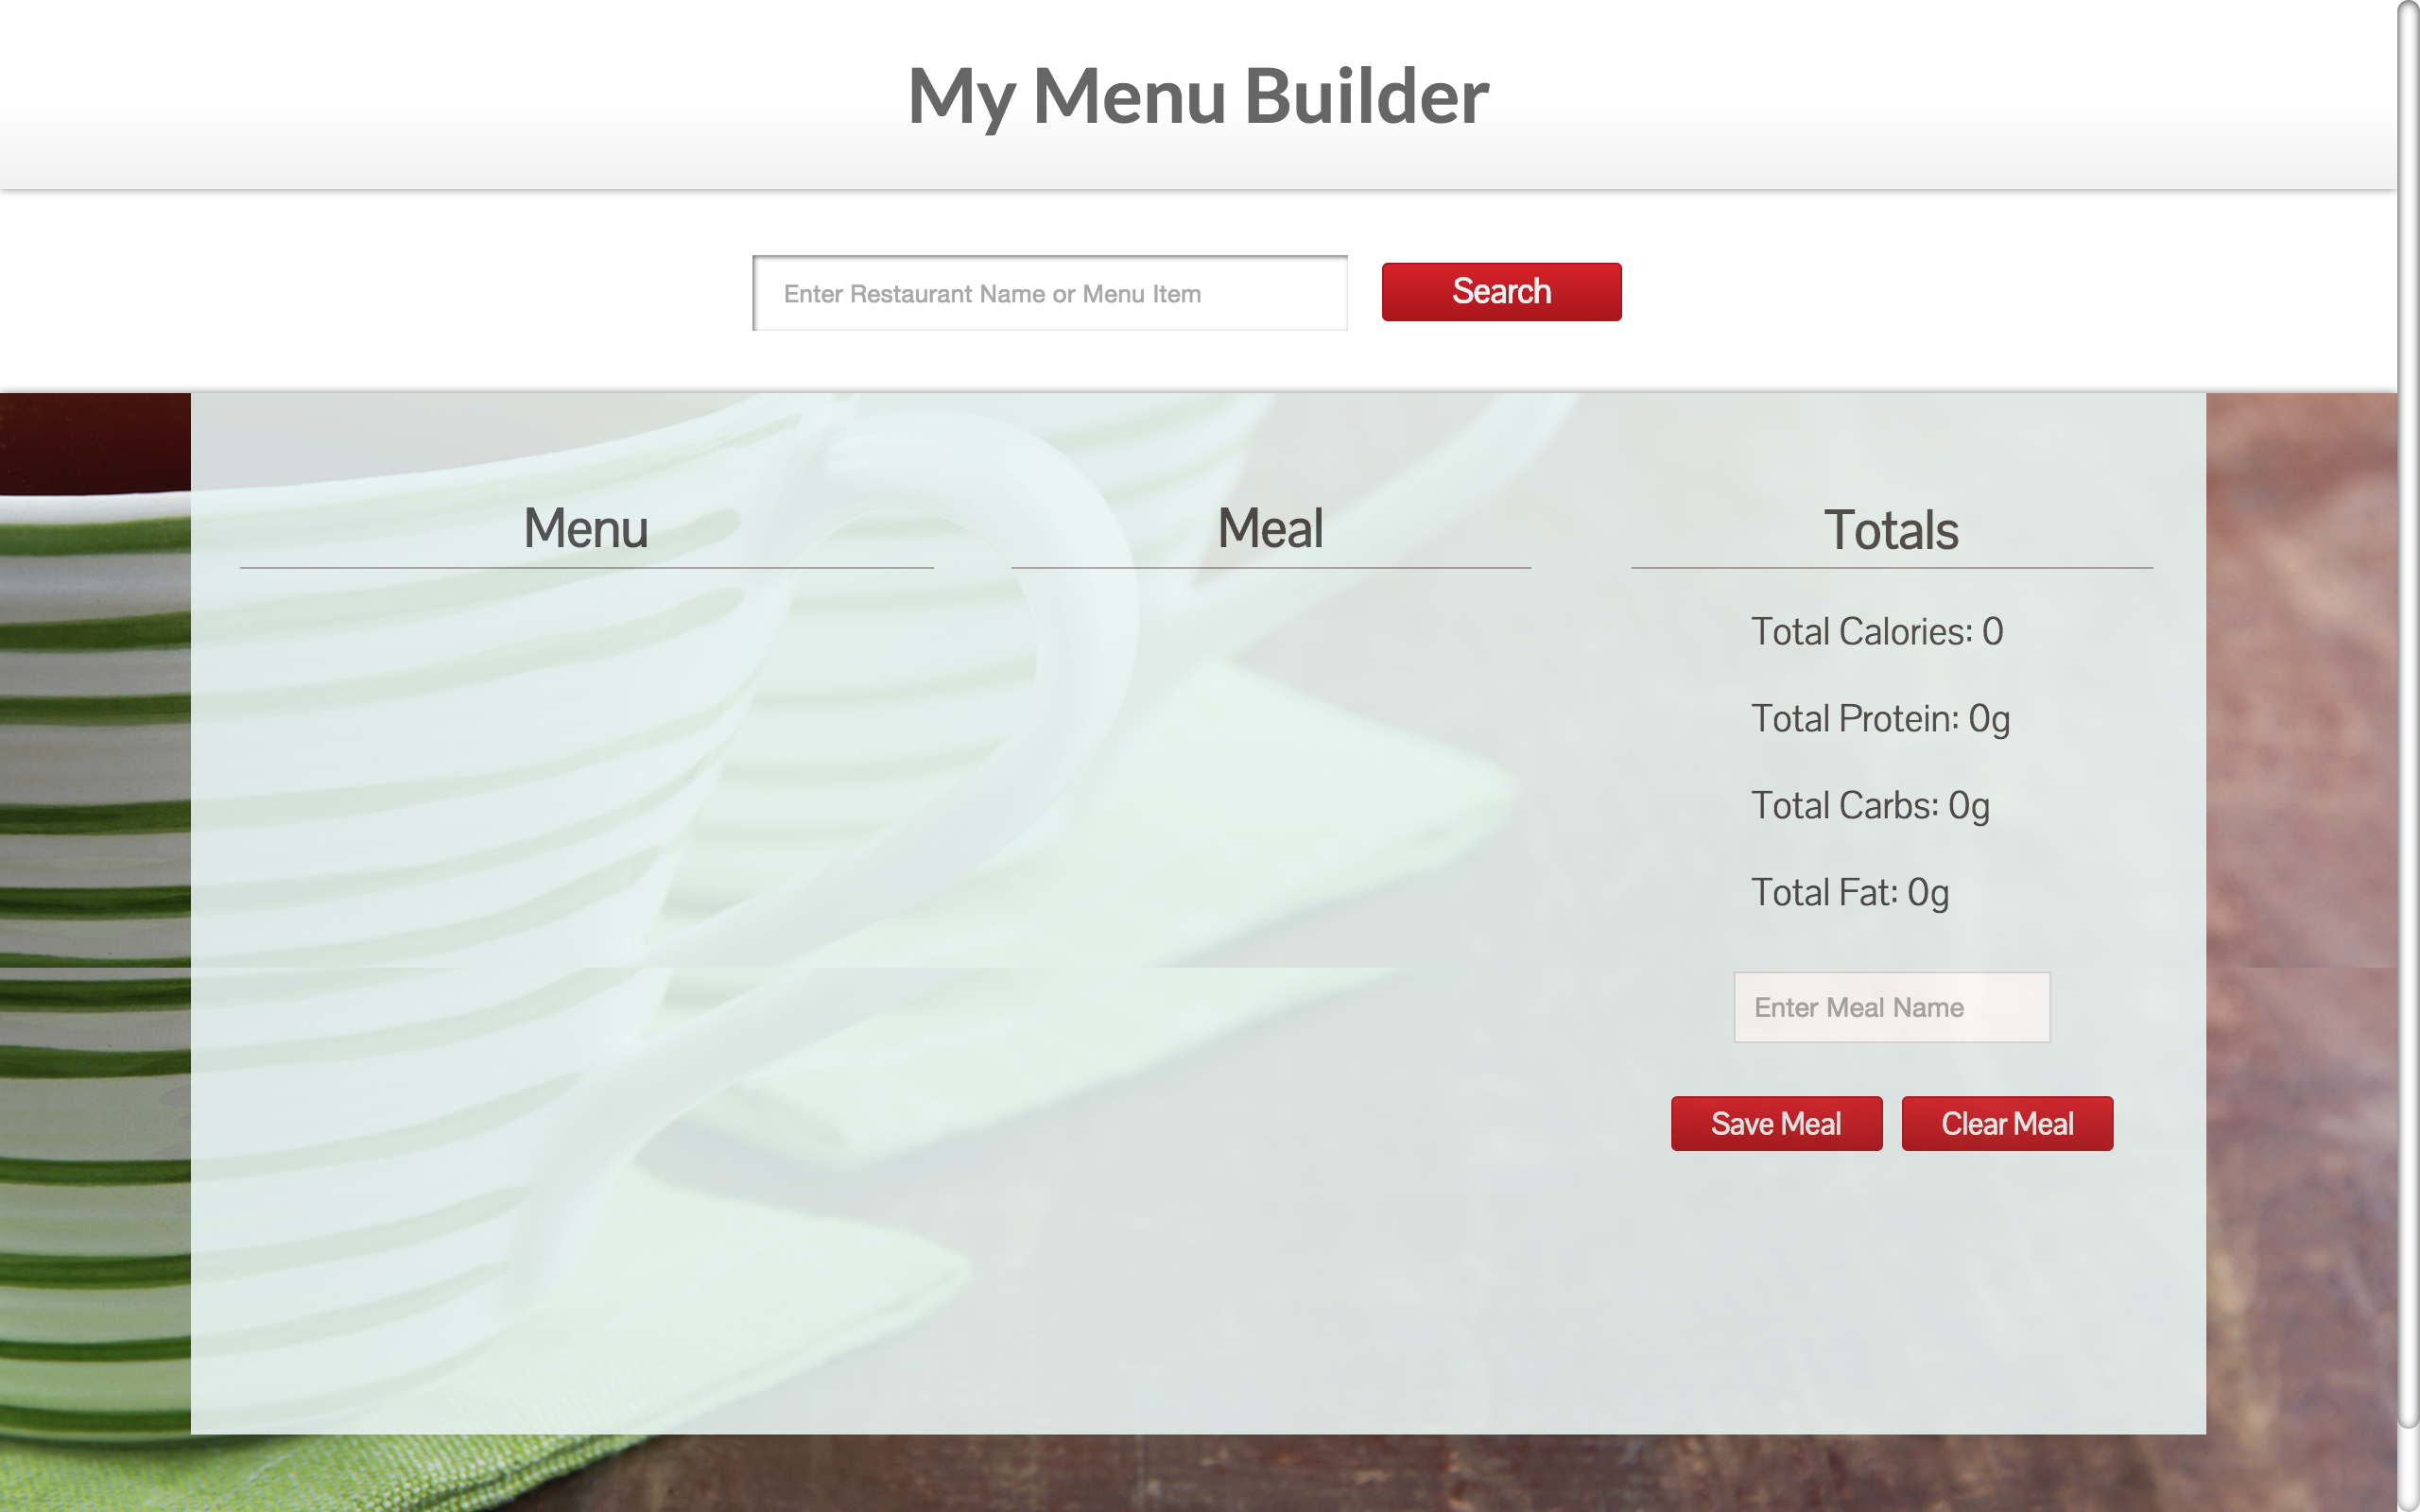 My Menu Builder
Enter Restaurant Name or Menu Item
Search
Menu
Meal
Totals
Total Calories: 0
Total Protein: 0g
Total Carbs: 0g
Total Fat: 0g
Enter Meal Name
Save Meal
Clear Meal